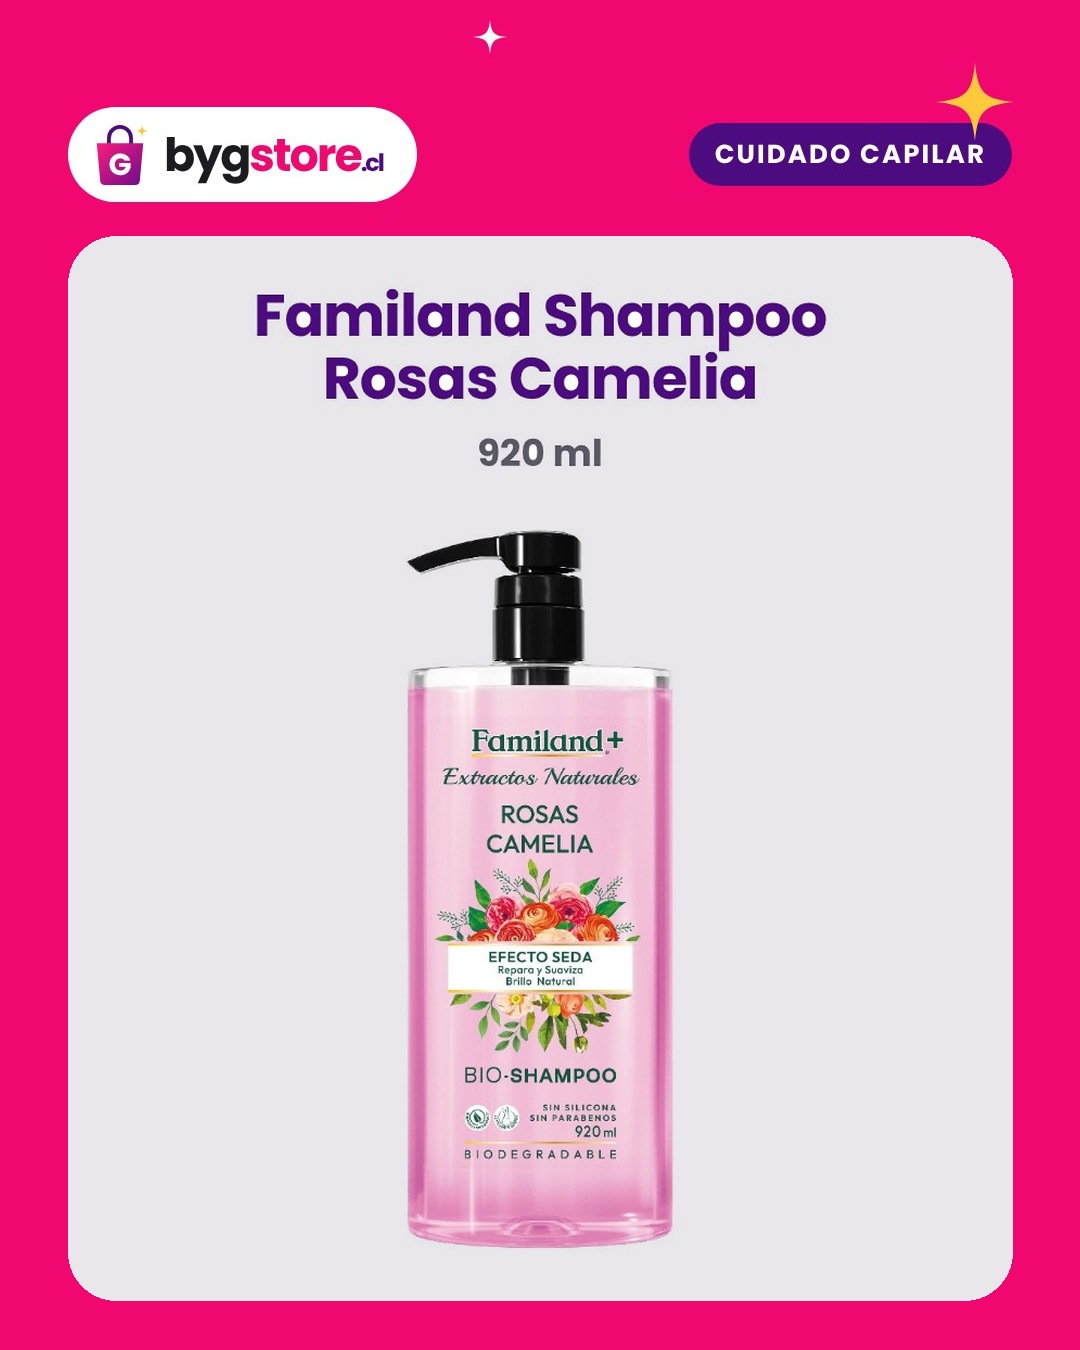 G bygstore.cl
CUIDADO CAPILAR
Familand Shampoo
Rosas Camelia
920 ml
Familand+
Extractos Naturales
ROSAS
CAMELIA
EFECTO SEDA
Repara y Suaviza
Brillo Natural
BIO-SHAMPOO
SIN SILICONA
SIN PARABENOS
920 ml
BIODEGRADABLE